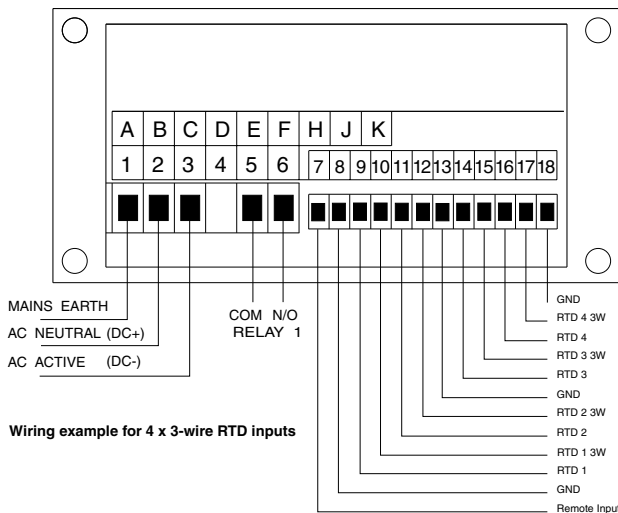 A B C D E F H J K
1 2 3 4 5 6 7 8 9 10 11 12 13 14 15 16 17 18
MAINS EARTH
AC NEUTRAL (DC+)
AC ACTIVE (DC-)
COM N/O
RELAY 1
GND
RTD 4 3W
RTD 4
RTD 3 3W
RTD 3
GND
RTD 2 3W
RTD 2
RTD 1 3W
RTD 1
GND
Remote Input
Wiring example for 4 x 3-wire RTD inputs